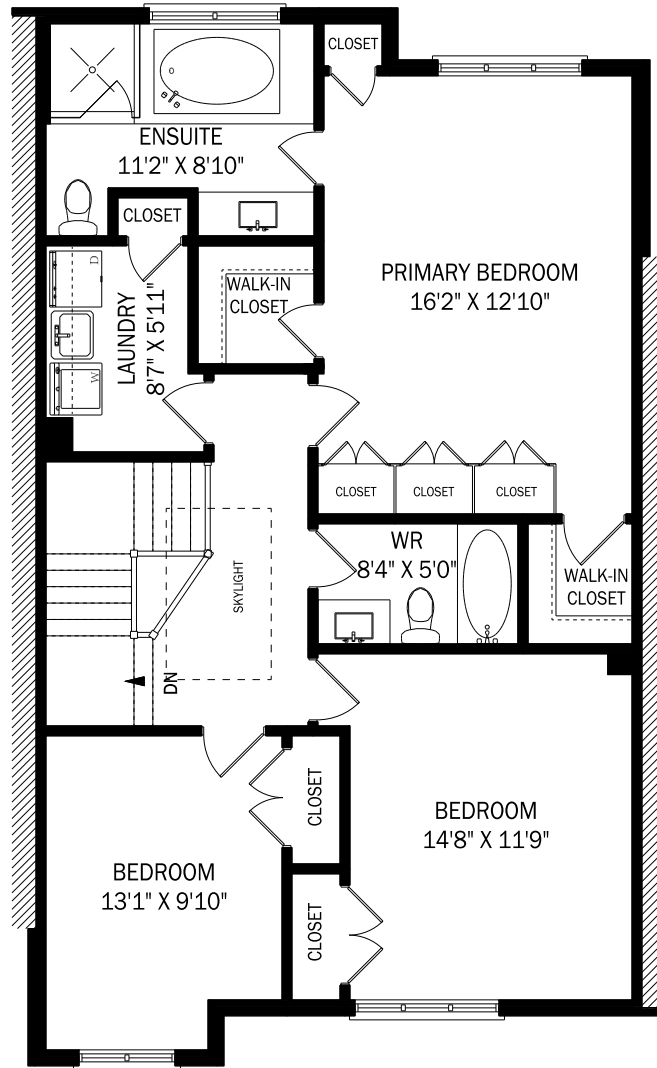 CLOSET
ENSUITE
11'2" X 8'10"
CLOSET
PRIMARY BEDROOM
16'2" X 12'10"
WALK-IN
CLOSET
D
LAUNDRY
8'7" X 5'11"
W
CLOSET
CLOSET
CLOSET
WR
8'4" X 5'0"
SKYLIGHT
WALK-IN
CLOSET
DN
CLOSET
BEDROOM
14'8" X 11'9"
BEDROOM
13'1" X 9'10"
CLOSET